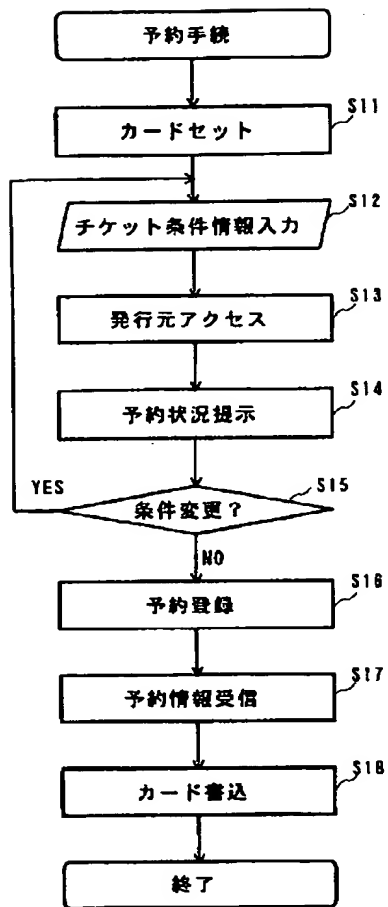 予約手続
S11
カードセット
S12
チケット条件情報入力
S13
発行元アクセス
S14
予約状況提示
YES
S15
条件変更？
NO
S16
予約登録
S17
予約情報受信
S18
カード書込
終了